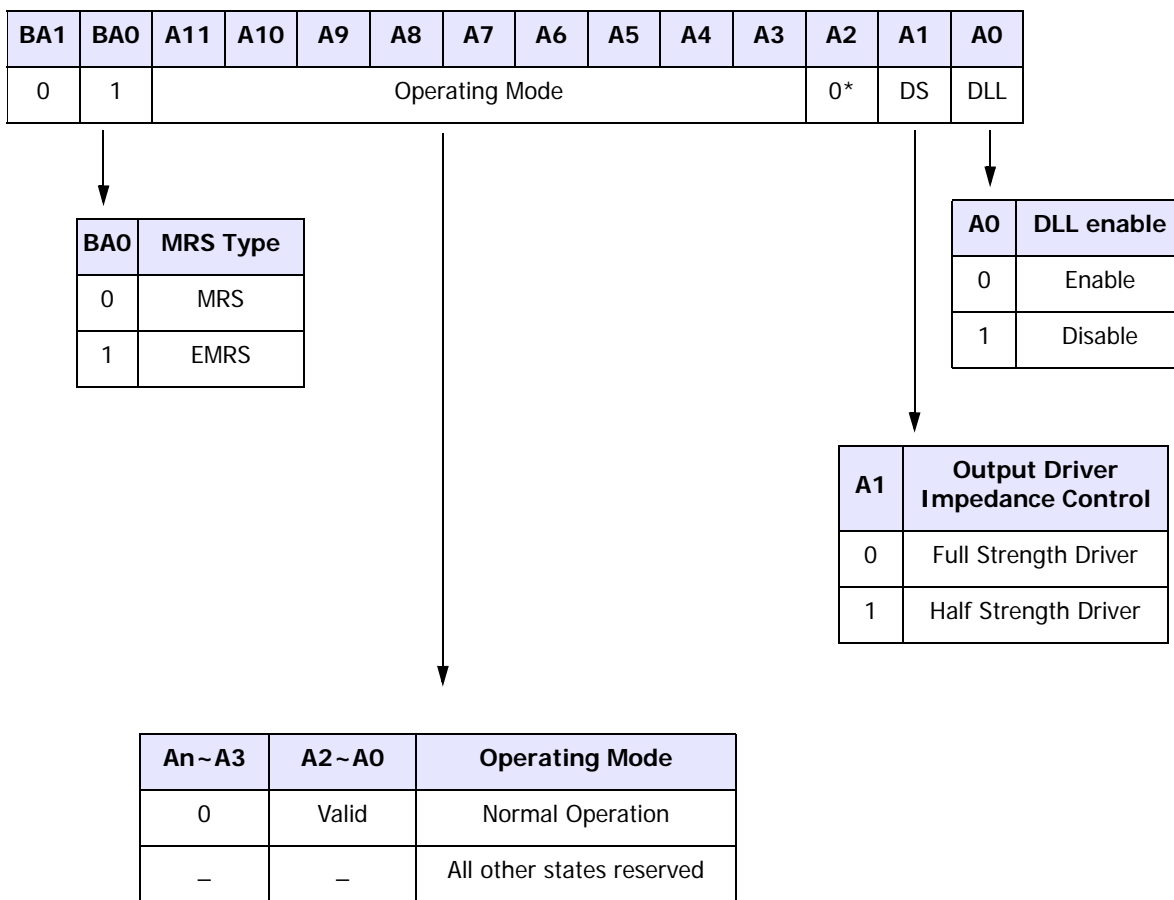 BA1 BA0 A11 A10 A9 A8 A7 A6 A5 A4 A3 A2 A1 A0
0 1 Operating Mode 0* DS DLL
BA0 MRS Type
0 MRS
1 EMRS
A0 DLL enable
0 Enable
1 Disable
A1 Output Driver
Impedance Control
0 Full Strength Driver
1 Half Strength Driver
An~A3 A2~A0 Operating Mode
0 Valid Normal Operation
_ _ All other states reserved